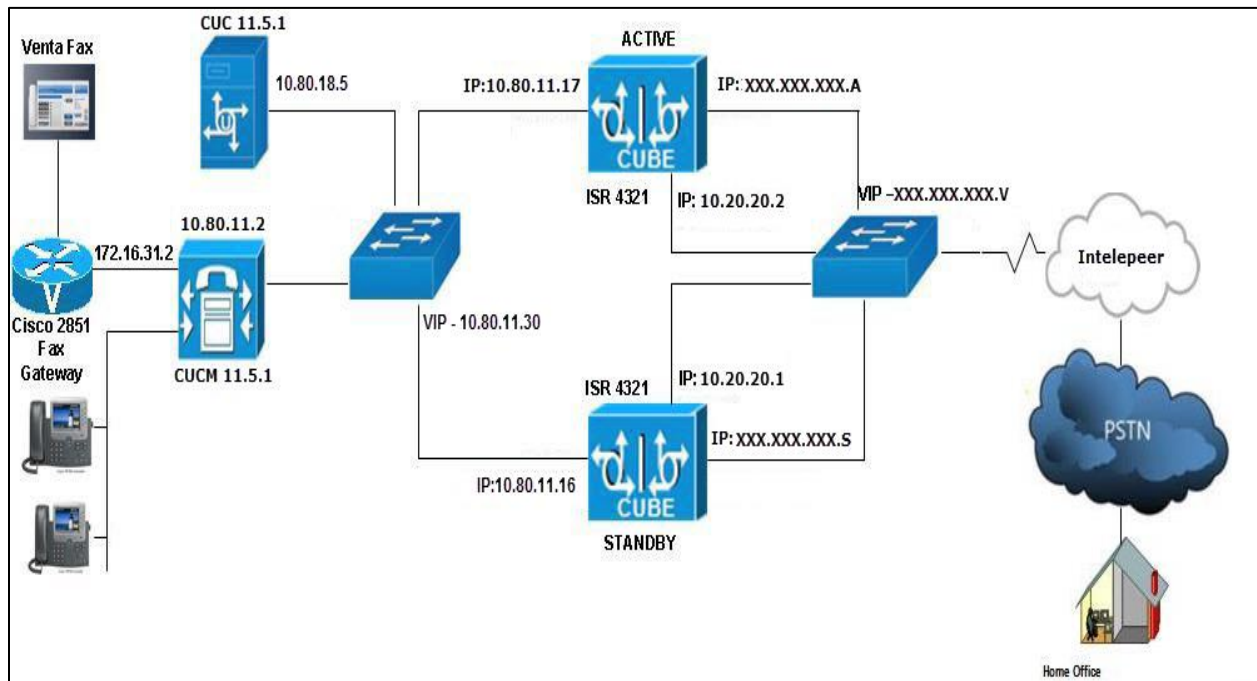 CUC 11.5.1
Venta Fax
10.80.18.5
ACTIVE
IP:10.80.11.17
IP: XXX.XXX.XXX.A
U
CUBE
ISR 4321
IP: 10.20.20.2
VIP –XXX.XXX.XXX.V
10.80.11.2
172.16.31.2
V
Cisco 2851
Fax
Gateway
CUCM 11.5.1
VIP - 10.80.11.30
Intelepeer
ISR 4321
IP: 10.20.20.1
IP: XXX.XXX.XXX.S
IP:10.80.11.16
CUBE
STANDBY
PSTN
Home Office